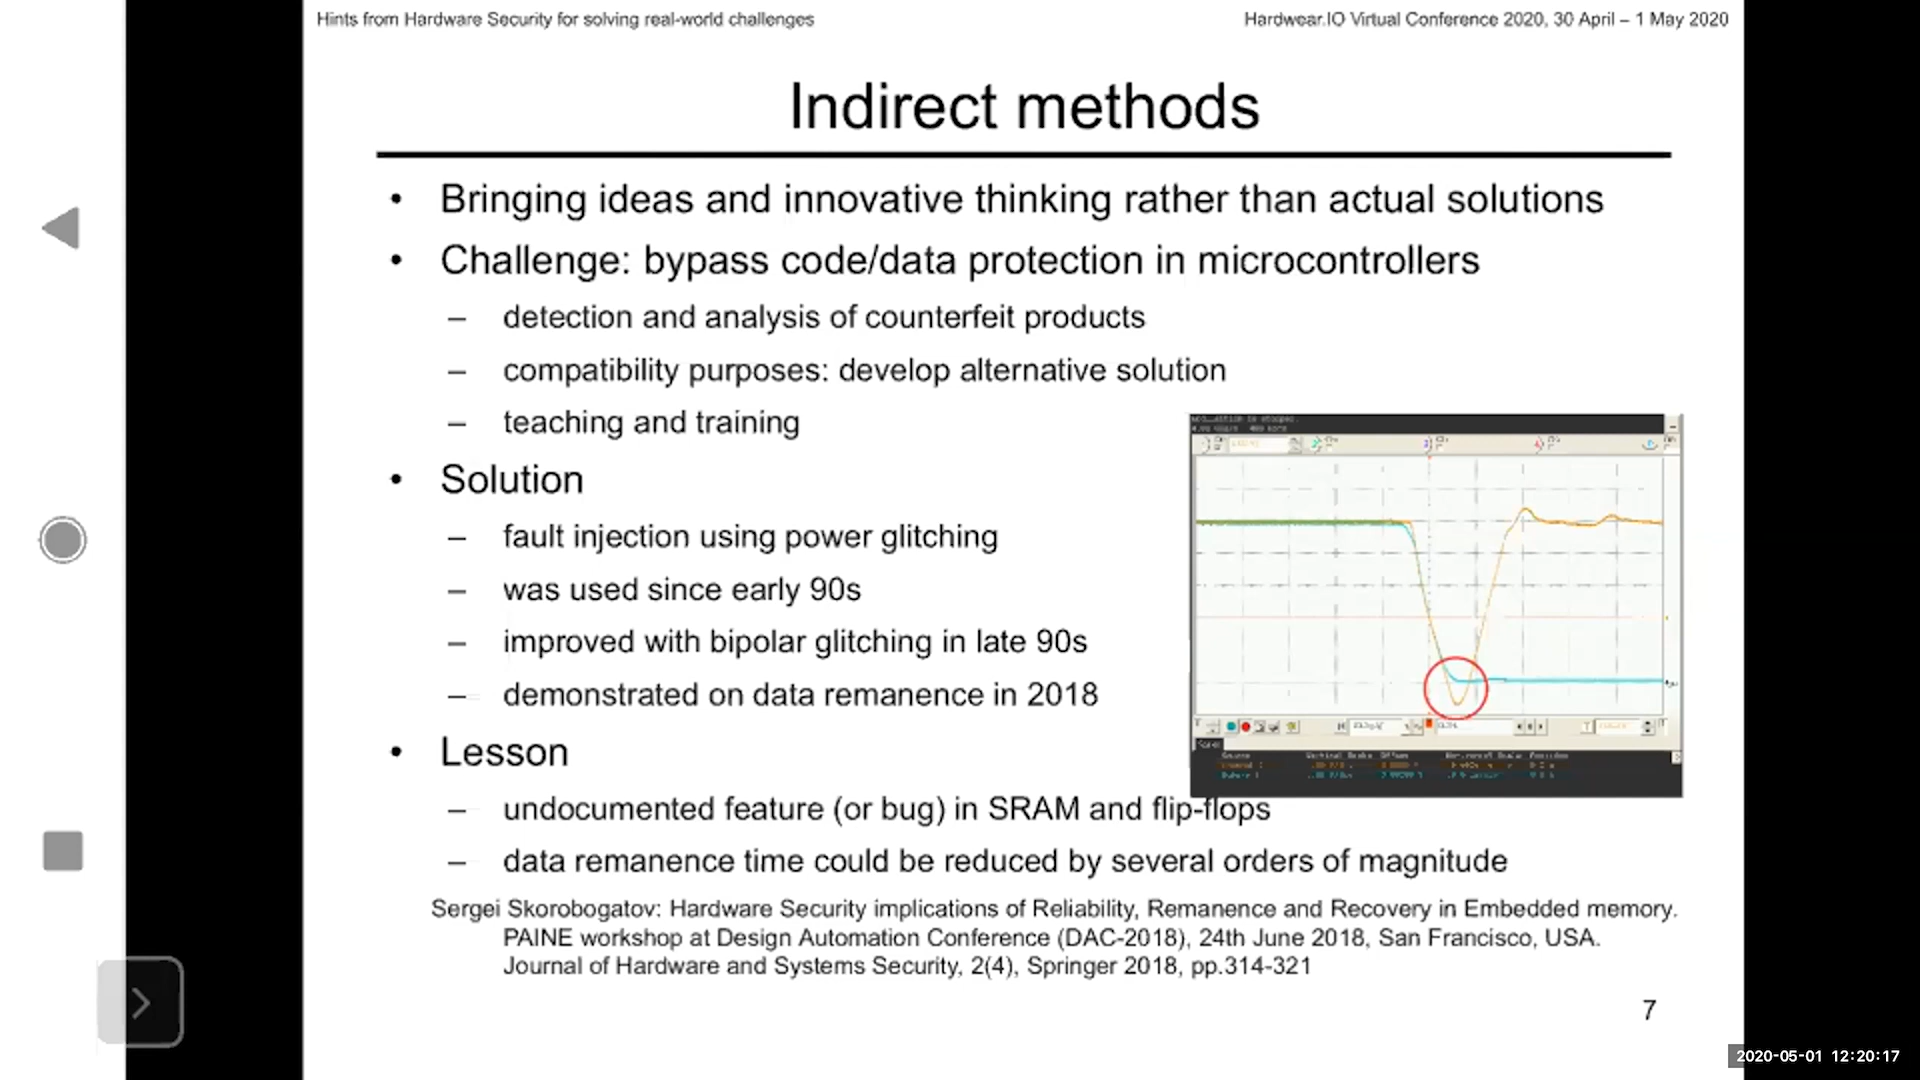 Hints from Hardware Security for solving real-world challenges
Hardwear.IO Virtual Conference 2020, 30 April – 1 May 2020
Indirect methods
• Bringing ideas and innovative thinking rather than actual solutions
• Challenge: bypass code/data protection in microcontrollers
– detection and analysis of counterfeit products
– compatibility purposes: develop alternative solution
– teaching and training
• Solution
– fault injection using power glitching
– was used since early 90s
– improved with bipolar glitching in late 90s
– demonstrated on data remanence in 2018
• Lesson
– undocumented feature (or bug) in SRAM and flip-flops
– data remanence time could be reduced by several orders of magnitude
Sergei Skorobogatov: Hardware Security implications of Reliability, Remanence and Recovery in Embedded memory.
PAINE workshop at Design Automation Conference (DAC-2018), 24th June 2018, San Francisco, USA.
Journal of Hardware and Systems Security, 2(4), Springer 2018, pp.314-321
7
2020-05-01 12:20:17